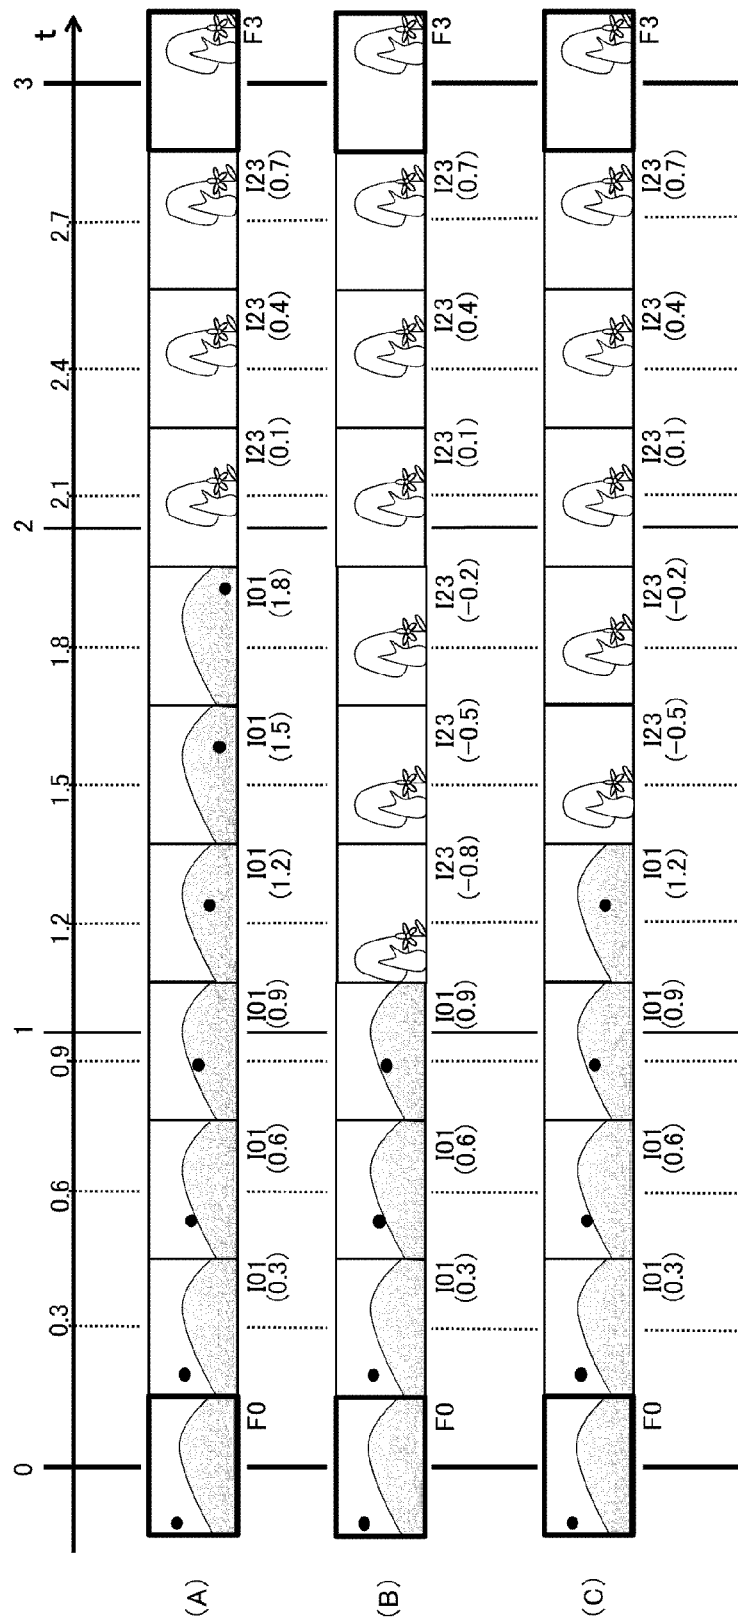 0 0.3 0.6 0.9 1 1.2 1.5 1.8 2 2.1 2.4 2.7 3 t
(A)
F0 I01 I01 I01 I01 I01 I01 I23 I23 I23 F3
(0.3) (0.6) (0.9) (1.2) (1.5) (1.8) (0.1) (0.4) (0.7)
(B)
F0 I01 I01 I01 I23 I23 I23 I23 I23 I23 F3
(0.3) (0.6) (0.9) (−0.8) (−0.5) (−0.2) (0.1) (0.4) (0.7)
(C)
F0 I01 I01 I01 I01 I23 I23 I23 I23 I23 F3
(0.3) (0.6) (0.9) (1.2) (−0.5) (−0.2) (0.1) (0.4) (0.7)